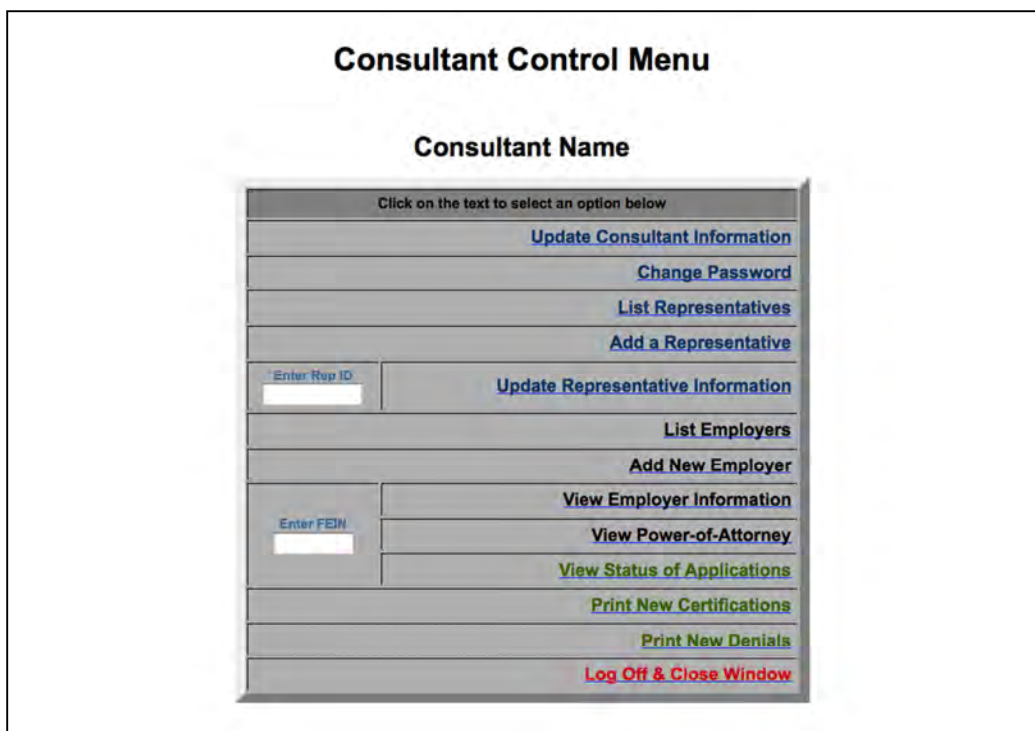 Consultant Control Menu
Consultant Name
Click on the text to select an option below
Update Consultant Information
Change Password
List Representatives
Add a Representative
Enter Rep ID
Update Representative Information
List Employers
Add New Employer
Enter FEIN
View Employer Information
View Power-of-Attorney
View Status of Applications
Print New Certifications
Print New Denials
Log Off & Close Window